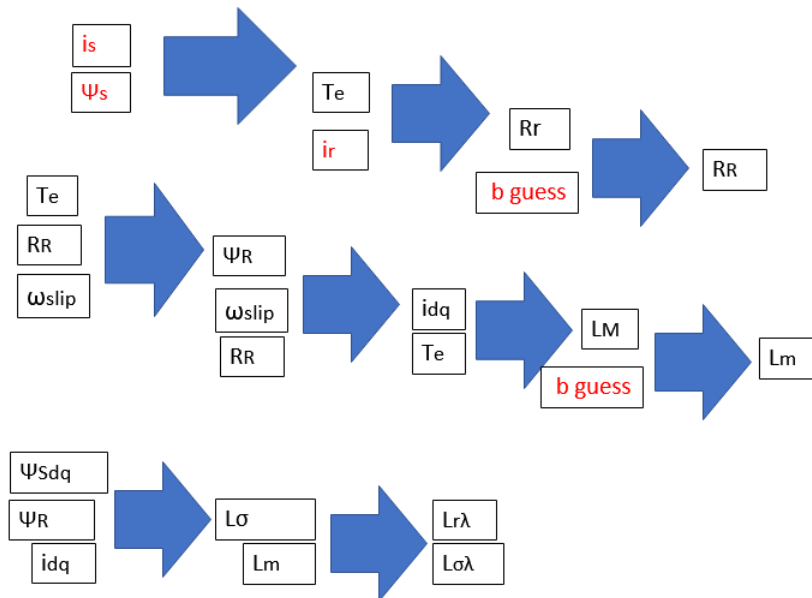 is
Ψs
Te
ir
Rr
b guess
RR
Te
RR
ωslip
ΨR
ωslip
RR
idq
Te
LM
b guess
Lm
ΨSdq
ΨR
idq
Lσ
Lm
Lrλ
Lσλ